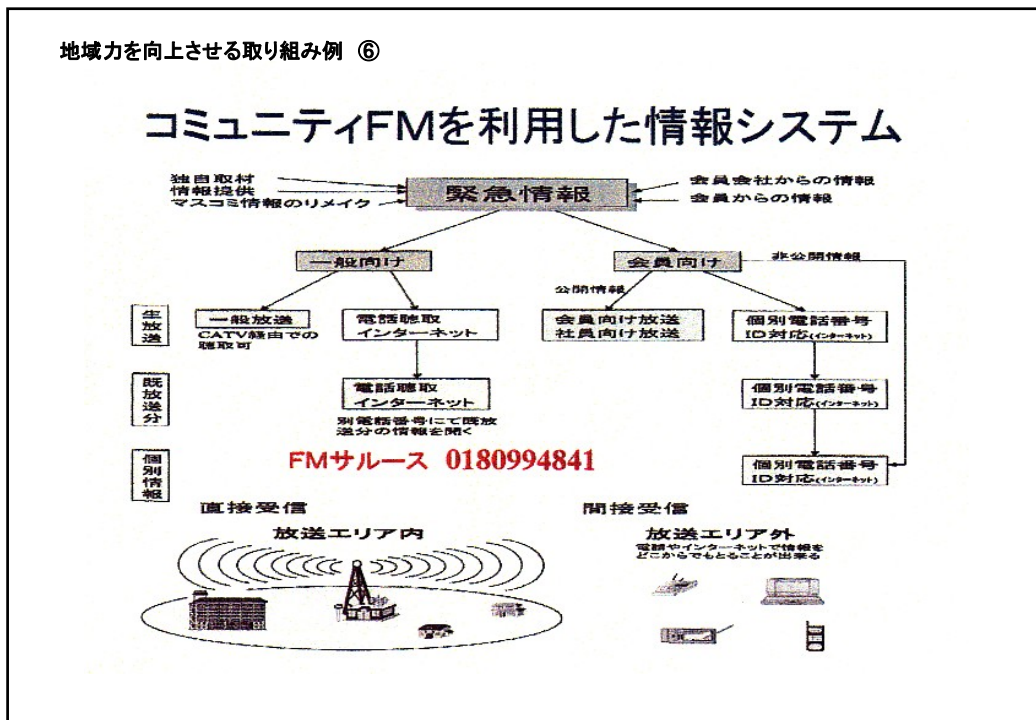 地域力を向上させる取り組み例 ⑥
コミュニティFMを利用した情報システム
独自取材
情報提供
マスコミ情報のリメイク
緊急情報
会員会社からの情報
会員からの情報
一般向け
会員向け
非公開情報
公開情報
生放送
一般放送
CATV経由での
聴取可
電話聴取
インターネット
会員向け放送
社員向け放送
個別電話番号
ID対応(インターネット)
既放送分
電話聴取
インターネット
別電話番号にて既放
送分の情報を聞く
個別電話番号
ID対応(インターネット)
個別情報
FMサルース 0180994841
個別電話番号
ID対応(インターネット)
直接受信
放送エリア内
間接受信
放送エリア外
電話やインターネットで情報を
どこからでもとることが出来る